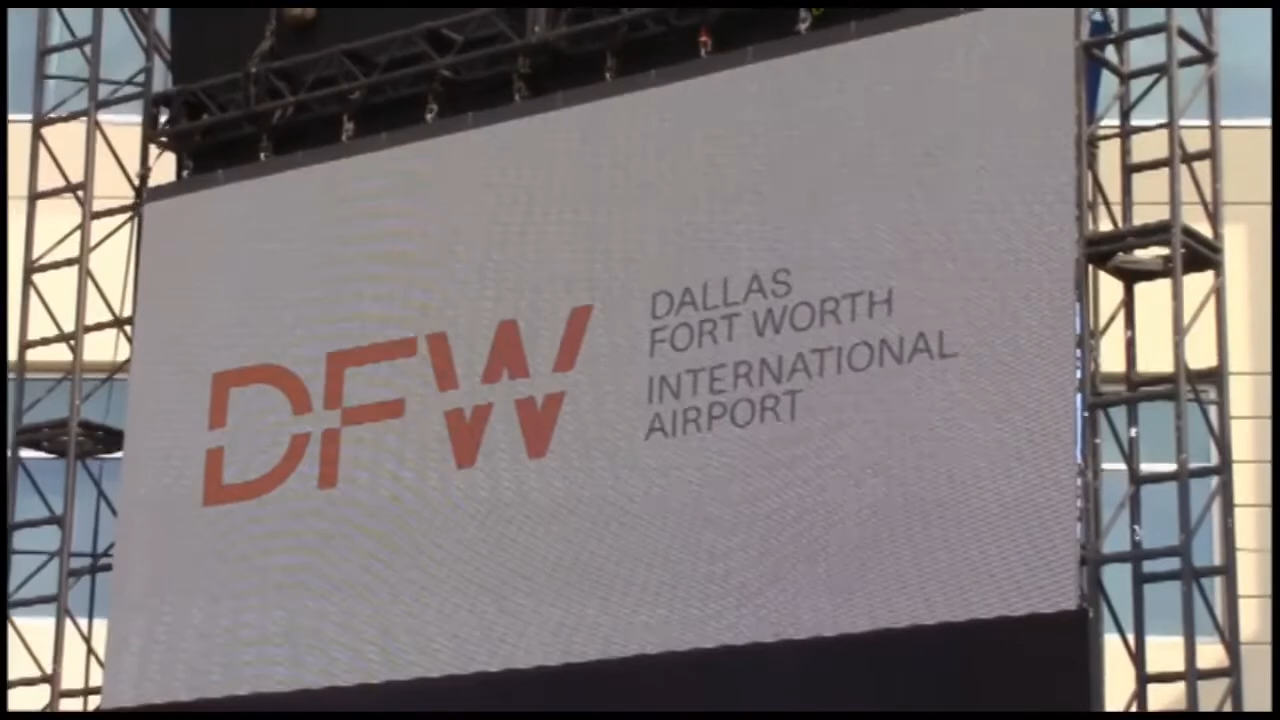 DFW
DALLAS
FORT WORTH
INTERNATIONAL
AIRPORT